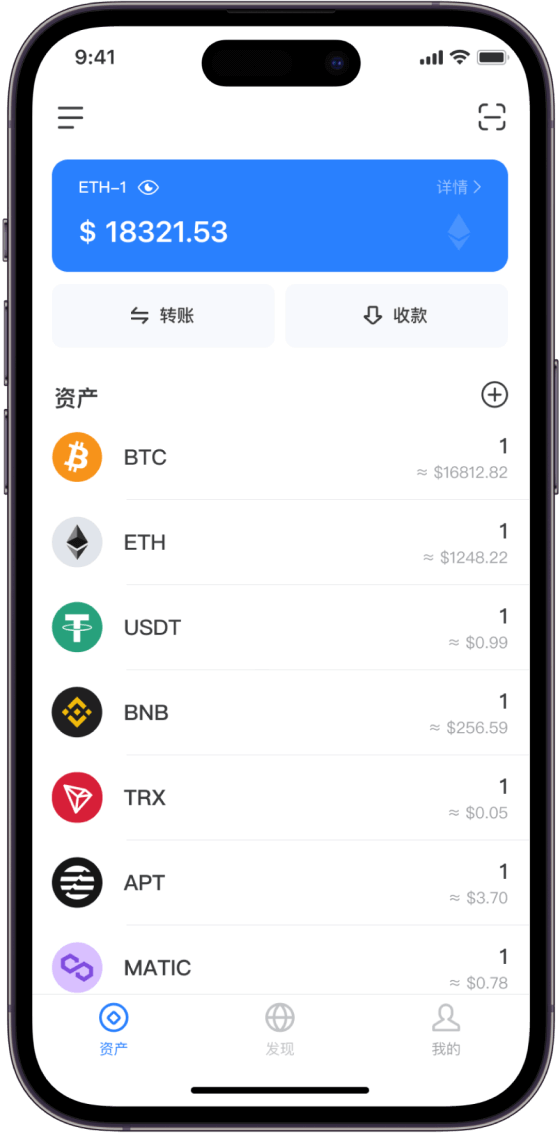 9:41
ETH-1
详情
$ 18321.53
转账
收款
资产
BTC
1
≈ $16812.82
ETH
1
≈ $1248.22
USDT
1
≈ $0.99
BNB
1
≈ $256.59
TRX
1
≈ $0.05
APT
1
≈ $3.70
MATIC
1
≈ $0.78
资产
发现
我的